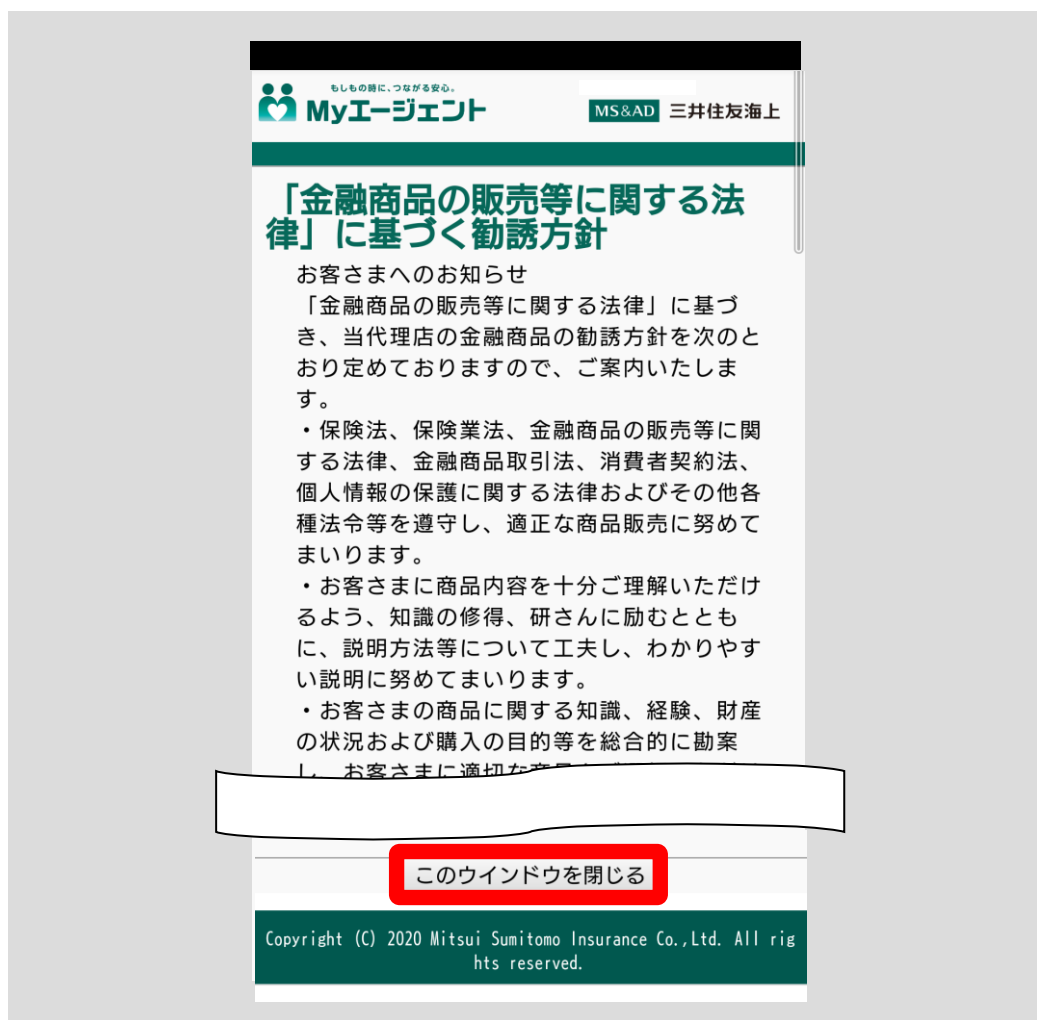 もしもの時に、つながる安心。
Myエージェント
MS&AD 三井住友海上
「金融商品の販売等に関する法
律」に基づく勧誘方針
お客さまへのお知らせ
「金融商品の販売等に関する法律」に基づ
き、当代理店の金融商品の勧誘方針を次のと
おり定めておりますので、ご案内いたしま
す。
・保険法、保険業法、金融商品の販売等に関
する法律、金融商品取引法、消費者契約法、
個人情報の保護に関する法律およびその他各
種法令等を遵守し、適正な商品販売に努めて
まいります。
・お客さまに商品内容を十分ご理解いただけ
るよう、知識の修得、研さんに励むととも
に、説明方法等について工夫し、わかりやす
い説明に努めてまいります。
・お客さまの商品に関する知識、経験、財産
の状況および購入の目的等を総合的に勘案
し、お客さまに適切な商品
このウインドウを閉じる
Copyright (C) 2020 Mitsui Sumitomo Insurance Co.,Ltd. All rig
hts reserved.